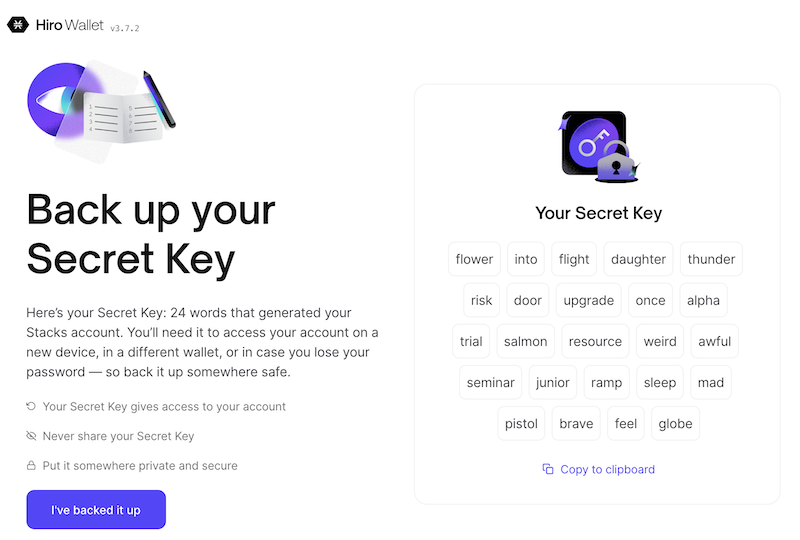 Hiro Wallet v3.7.2
Back up your
Secret Key
Here's your Secret Key: 24 words that generated your
Stacks account. You'll need it to access your account on a
new device, in a different wallet, or in case you lose your
password — so back it up somewhere safe.
Your Secret Key gives access to your account
Never share your Secret Key
Put it somewhere private and secure
I've backed it up
Your Secret Key
flower into flight daughter thunder
risk door upgrade once alpha
trial salmon resource weird awful
seminar junior ramp sleep mad
pistol brave feel globe
Copy to clipboard